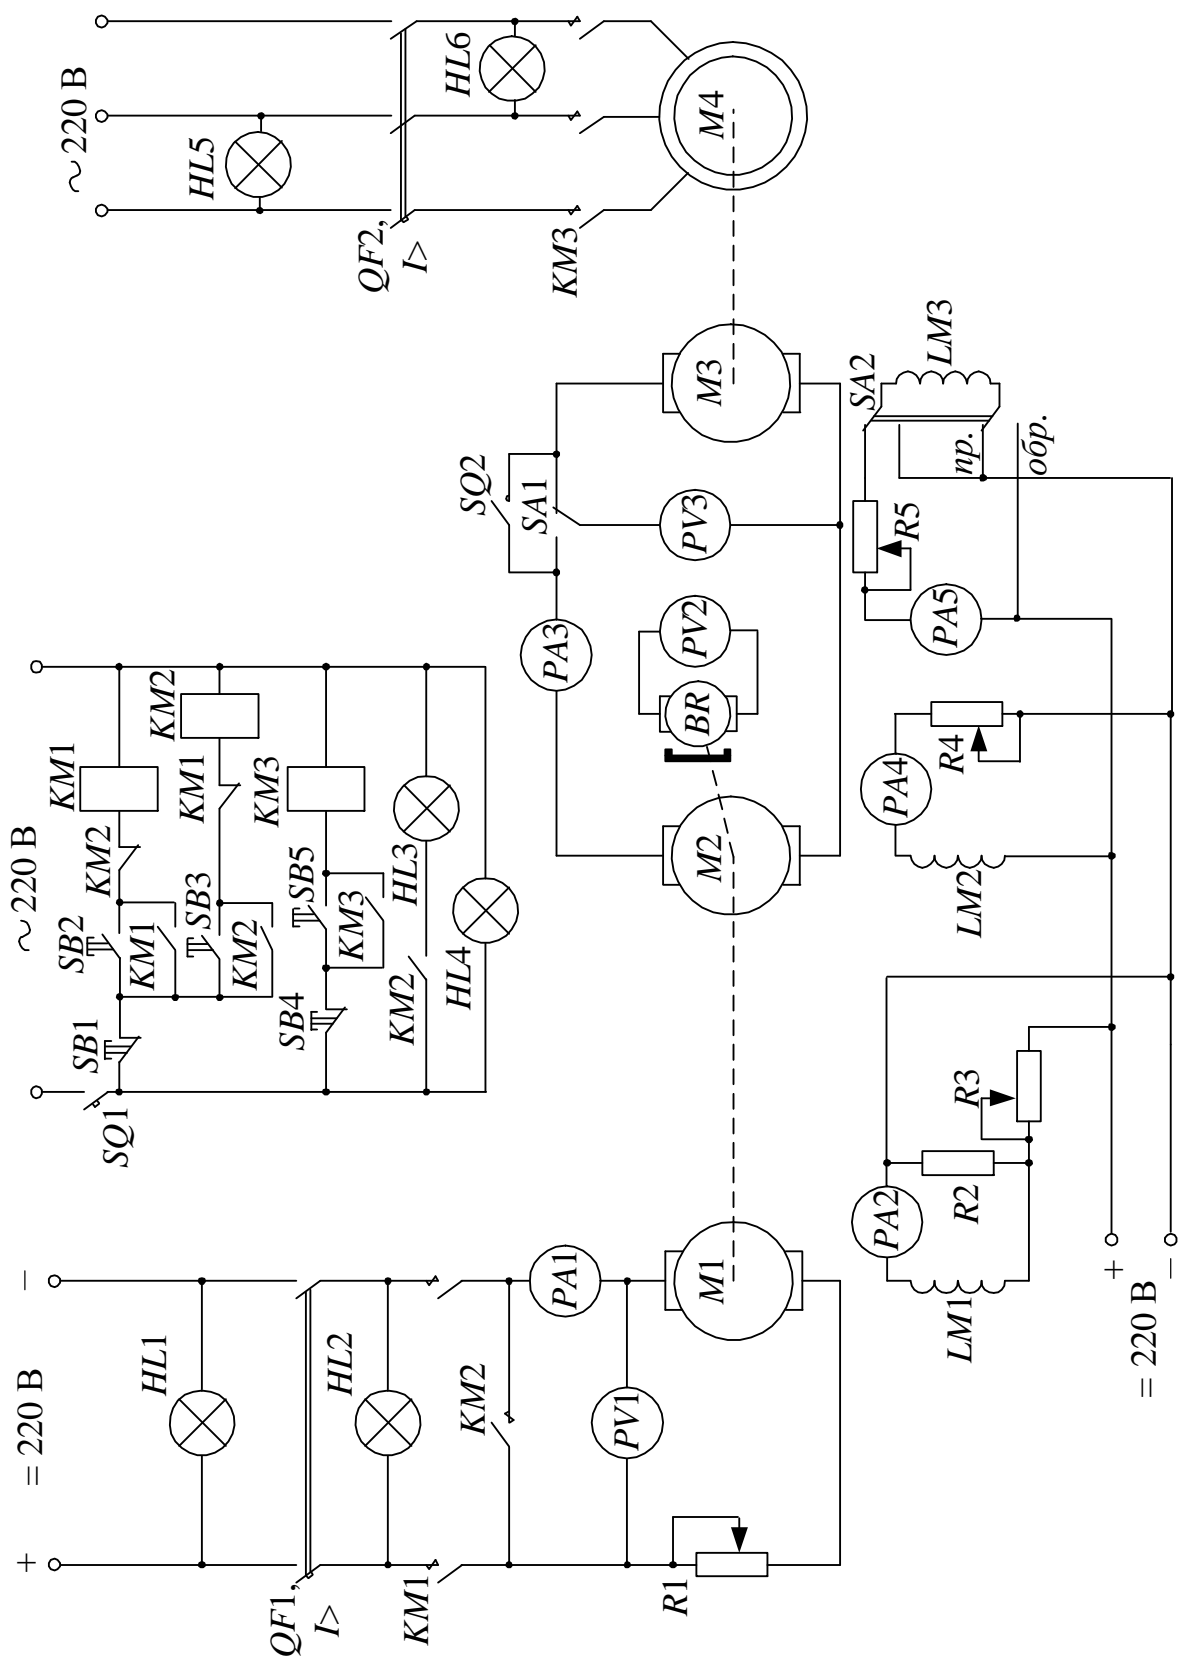 = 220 В
+
−
HL1
QF1,
I>
HL2
KM1
KM2
PA1
PV1
R1
M1
~220 В
SQ1
SB1
SB2
KM1
KM2
KM1
SB3
KM2
KM1
KM2
SB4
SB5
KM3
KM3
KM2
HL3
HL4
PA3
SQ2
SA1
PV3
M2
BR
PV2
M3
~220 В
HL5
QF2,
I>
HL6
KM3
M4
= 220 В
+
−
LM1
PA2
R2
R3
LM2
PA4
R4
PA5
R5
SA2
LM3
пр.
обр.